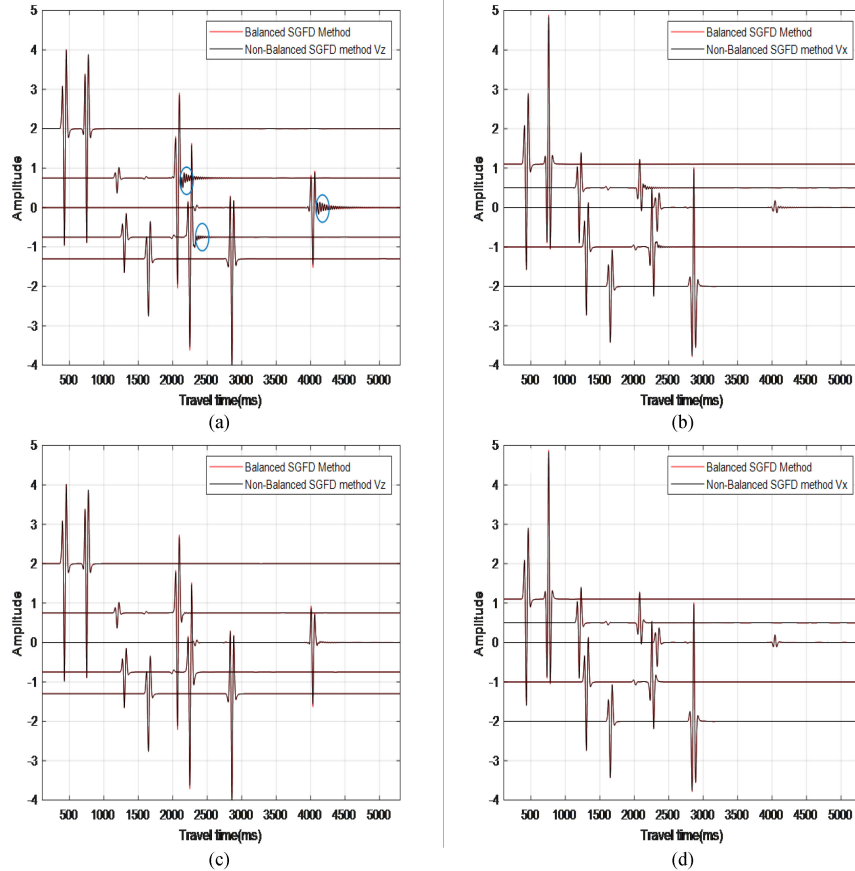 5
4
3
2
1
0
-1
-2
-3
-4
Amplitude
500 1000 1500 2000 2500 3000 3500 4000 4500 5000
Travel time(ms)
Balanced SGFD Method
Non-Balanced SGFD method Vz
(a)
5
4
3
2
1
0
-1
-2
-3
-4
Amplitude
500 1000 1500 2000 2500 3000 3500 4000 4500 5000
Travel time(ms)
Balanced SGFD Method
Non-Balanced SGFD method Vx
(b)
5
4
3
2
1
0
-1
-2
-3
-4
Amplitude
500 1000 1500 2000 2500 3000 3500 4000 4500 5000
Travel time(ms)
Balanced SGFD Method
Non-Balanced SGFD method Vz
(c)
5
4
3
2
1
0
-1
-2
-3
-4
Amplitude
500 1000 1500 2000 2500 3000 3500 4000 4500 5000
Travel time(ms)
Balanced SGFD Method
Non-Balanced SGFD method Vx
(d)